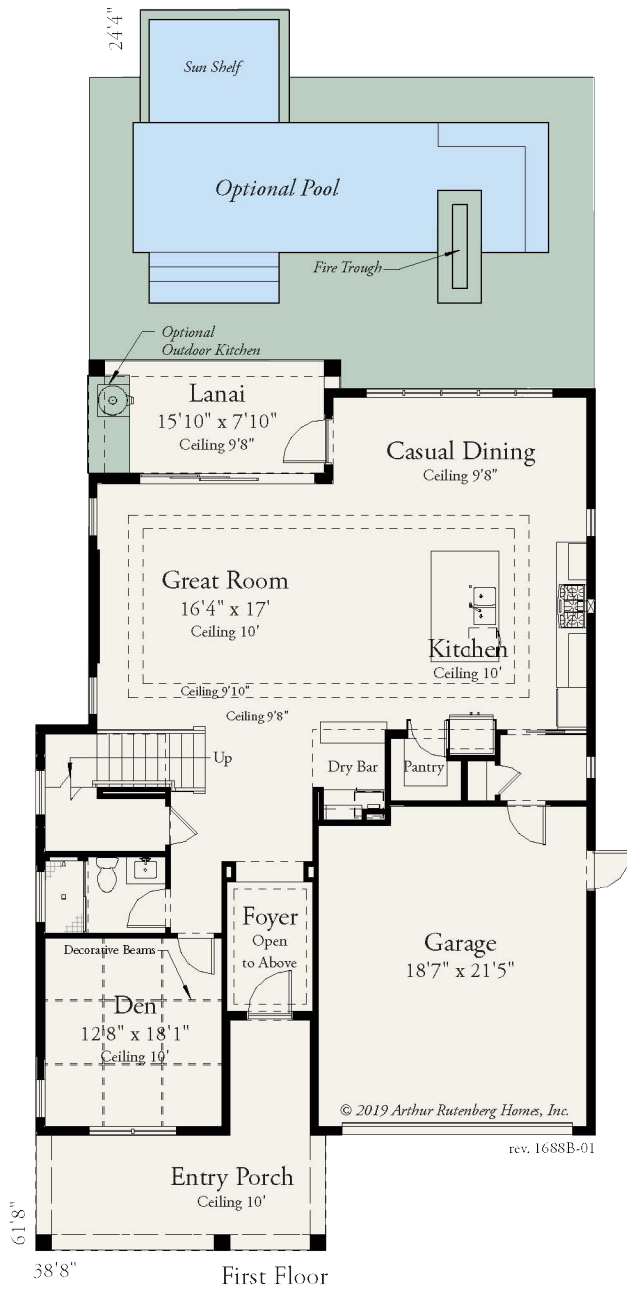 24'4"
Sun Shelf
Optional Pool
Fire Trough
Optional
Outdoor Kitchen
Lanai
15'10" x 7'10"
Ceiling 9'8"
Casual Dining
Ceiling 9'8"
Great Room
16'4" x 17'
Ceiling 10'
Kitchen
Ceiling 10'
Ceiling 9'10"
Ceiling 9'8"
Up
Dry Bar
Pantry
Foyer
Open
to Above
Garage
18'7" x 21'5"
Decorative Beams
Den
12'8" x 18'1"
Ceiling 10'
© 2019 Arthur Rutenberg Homes, Inc.
rev. 1688B-01
Entry Porch
Ceiling 10'
61'8"
38'8"
First Floor